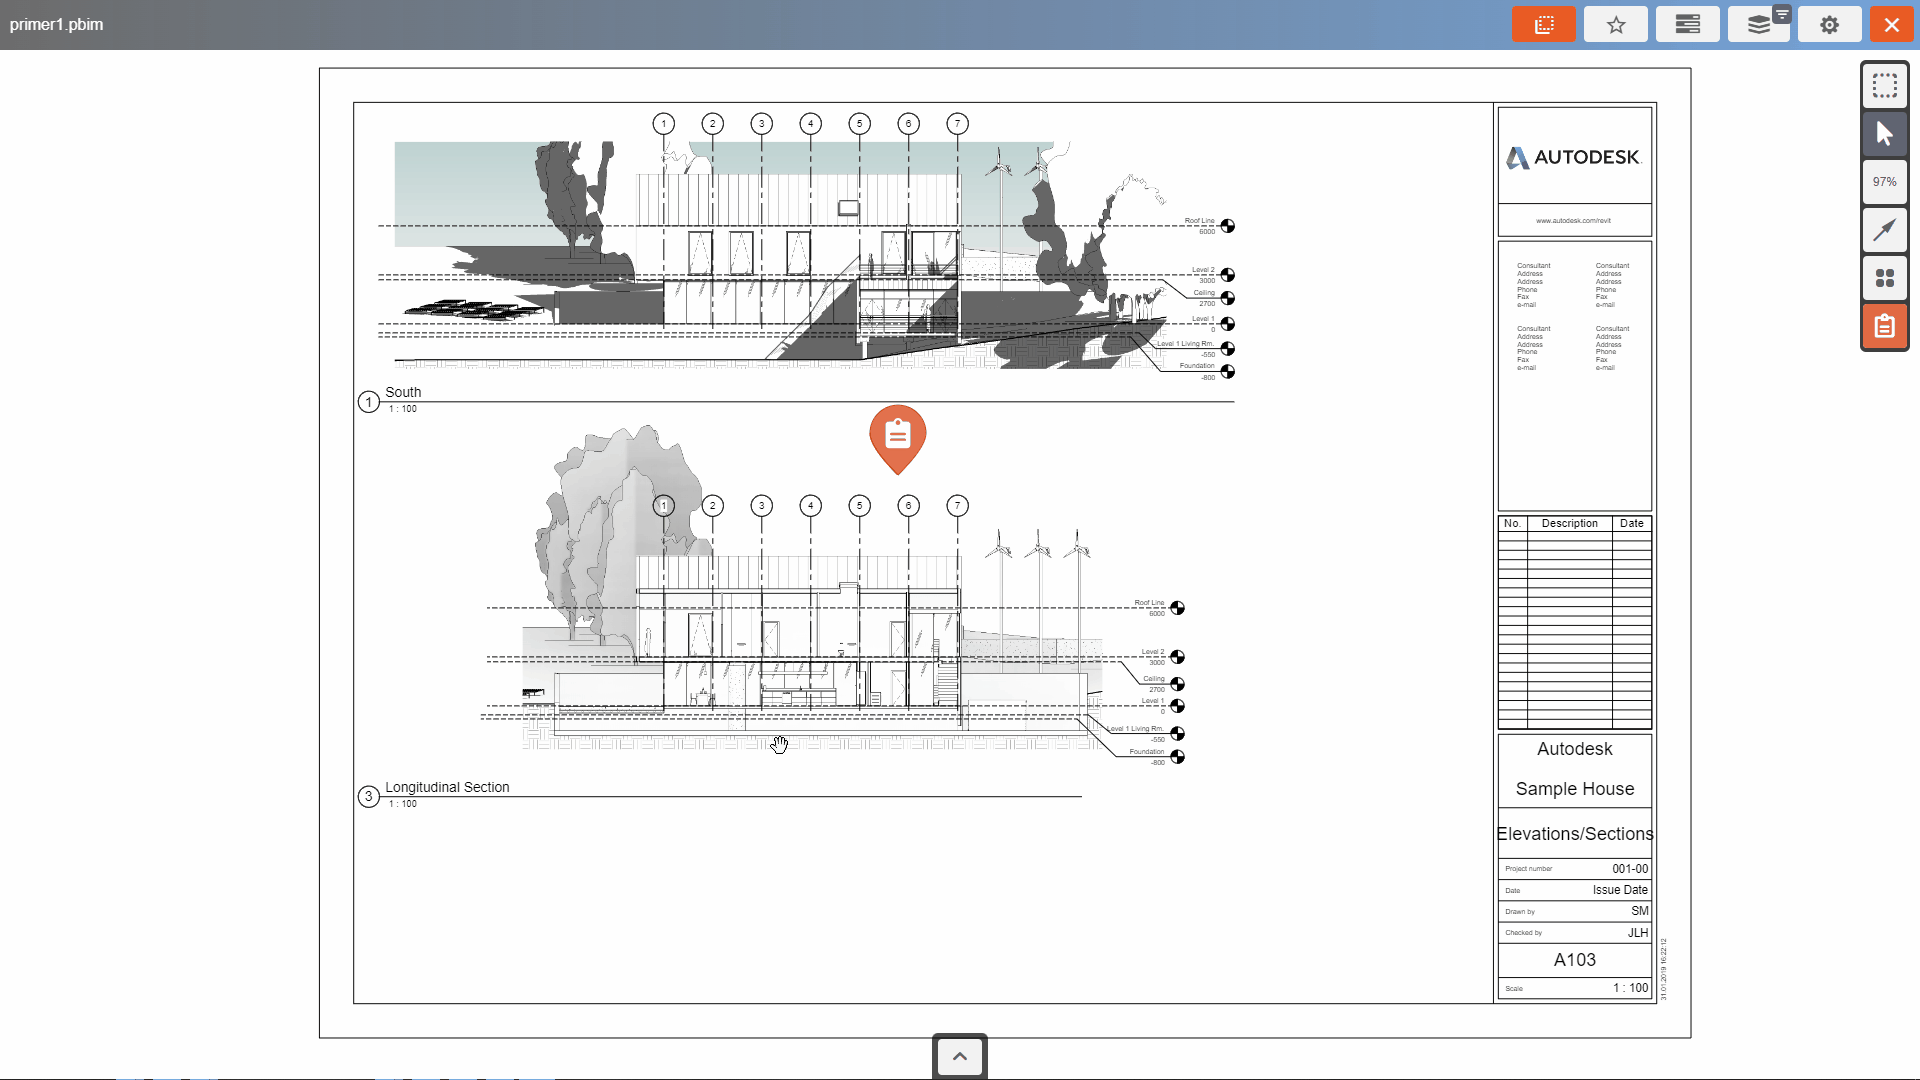 primer1.pbim
97%
1 2 3 4 5 6 7
Roof Line
6000
Level 2
3000
Ceiling
2700
Level 1
0
Level 1 Living Rm.
-550
Foundation
-800
1 South
1 : 100
1 2 3 4 5 6 7
Roof Line
6000
Level 2
3000
Ceiling
2700
Level 1
0
Level 1 Living Rm.
-550
Foundation
-800
3 Longitudinal Section
1 : 100
AUTODESK.
www.autodesk.com/revit
Consultant Consultant
Address Address
Address Address
Phone Phone
Fax Fax
e-mail e-mail
Consultant Consultant
Address Address
Address Address
Phone Phone
Fax Fax
e-mail e-mail
No. Description Date
Autodesk
Sample House
Elevations/Sections
Project number 001-00
Date Issue Date
Drawn by SM
Checked by JLH
A103
Scale 1 : 100
31.01.2019 16:22:12